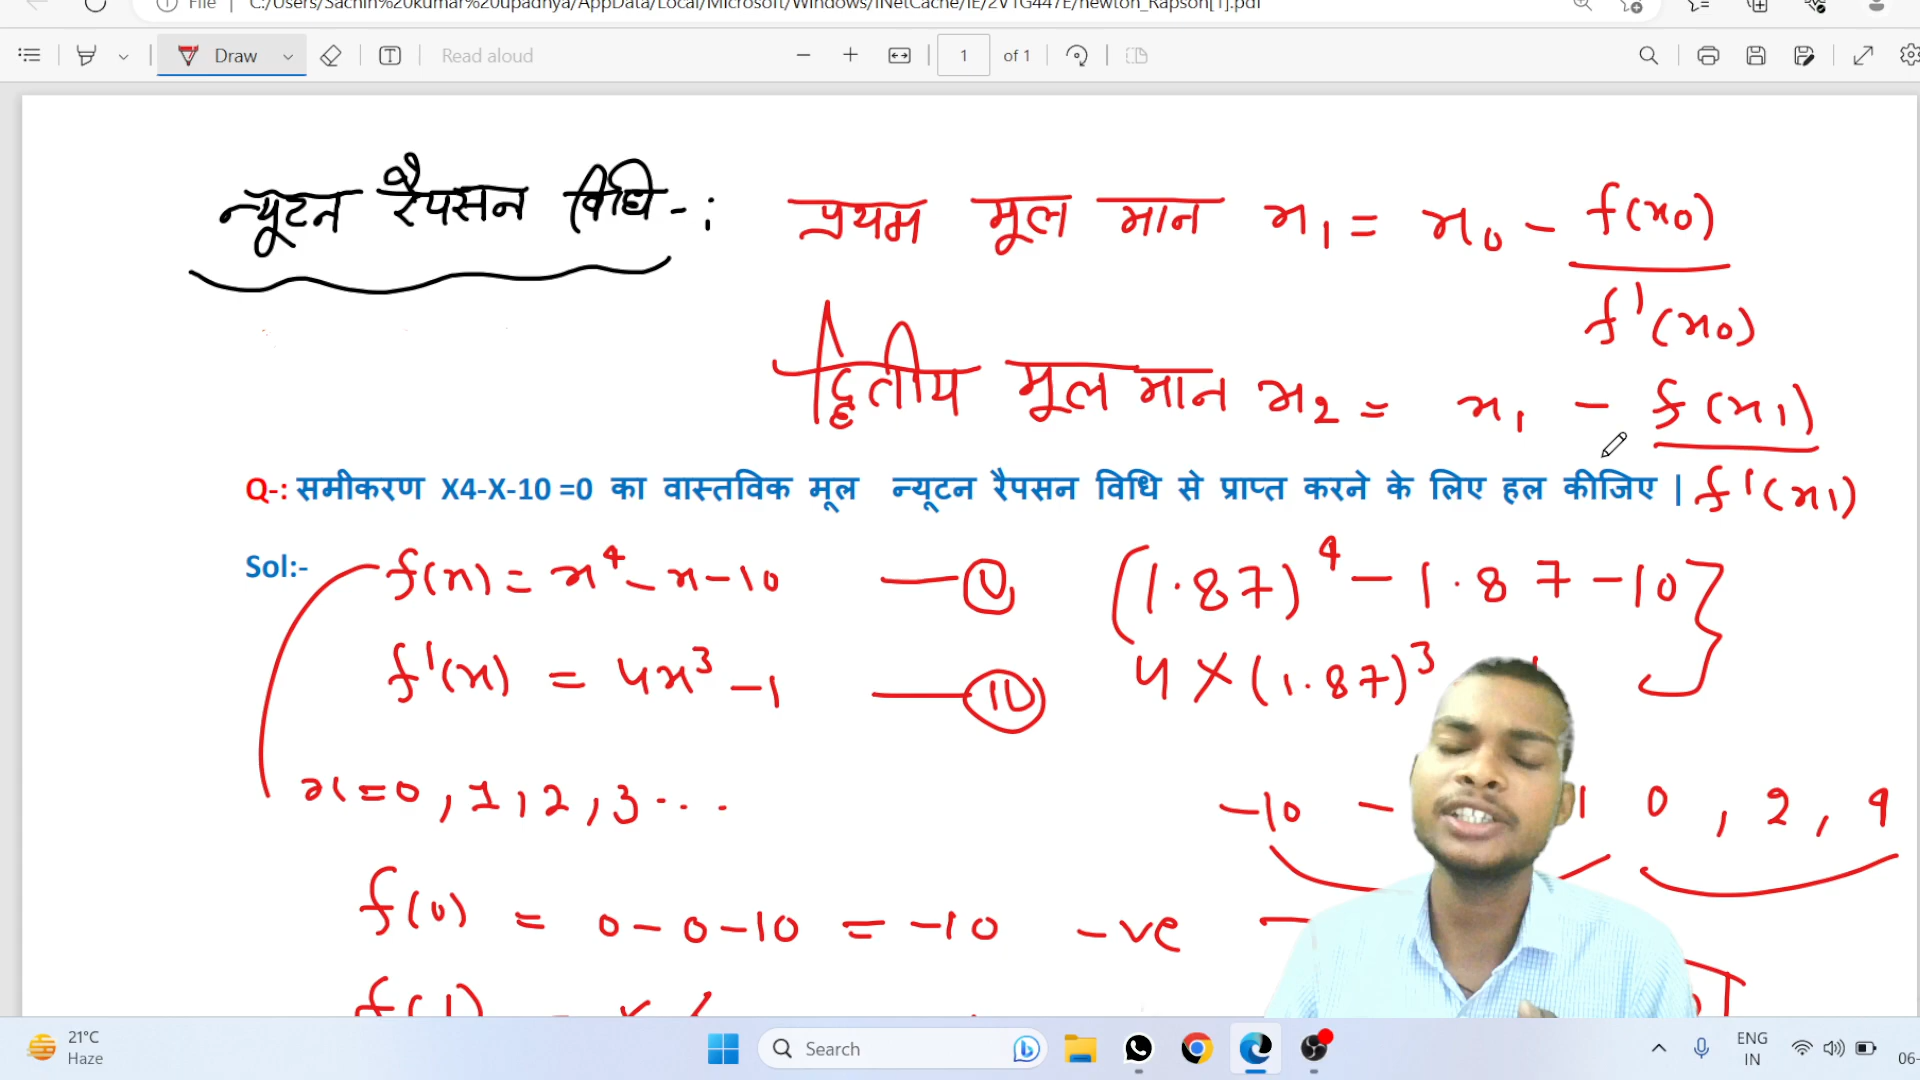 File | C:/Users/Sachin%20kumar%20upadhya/AppData/Local/Microsoft/Windows/INetCache/IE/2V1G447E/newton_Rapson[1].pdf
Draw Read aloud 1 of 1
न्यूटन रैपसन विधि -:
प्रथम मूल मान x1 = x0 - f(x0)
f'(x0)
द्वितीय मूल मान x2 = x1 - f(x1)
f'(x1)
Q-: समीकरण X4-X-10 =0 का वास्तविक मूल न्यूटन रैपसन विधि से प्राप्त करने के लिए हल कीजिए |
Sol:- f(x) = x⁴ - x - 10 — (I) (1.87)⁴ - 1.87 - 10
f'(x) = 4x³ - 1 — (II) 4 × (1.87)³
x = 0, 1, 2, 3 ...
-10 - 1 0, 2, 4
f(0) = 0 - 0 - 10 = -10 -ve
f(1)
21°C
Haze
Search
ENG
IN
06-